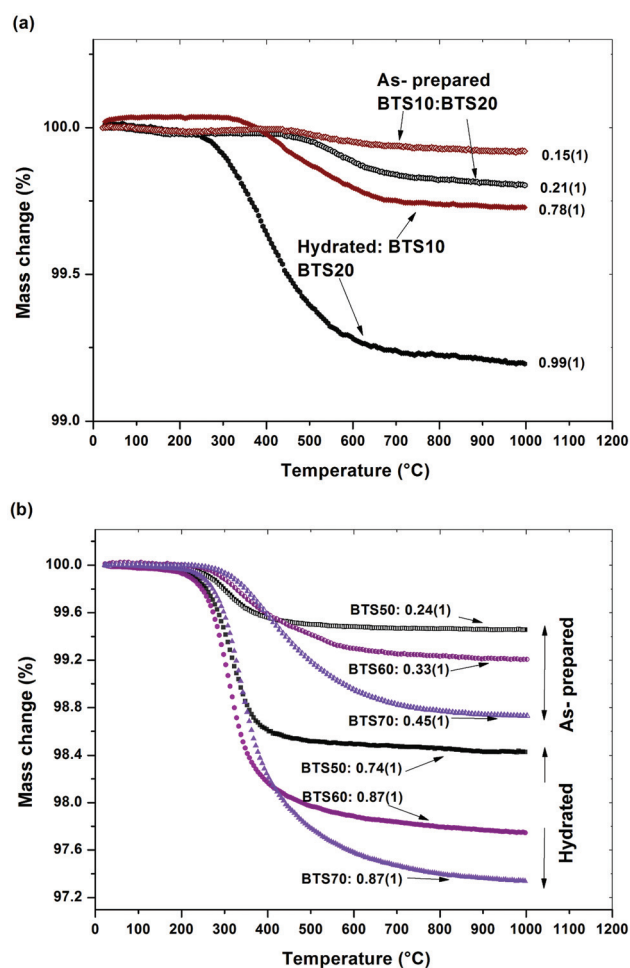 (a)
As- prepared
BTS10:BTS20
100.0
0.15(1)
0.21(1)
0.78(1)
Mass change (%)
99.5
Hydrated: BTS10
BTS20
0.99(1)
99.0
0 100 200 300 400 500 600 700 800 900 1000 1100 1200
Temperature (°C)
(b)
100.0
BTS50: 0.24(1)
99.6
BTS60: 0.33(1)
99.2
As- prepared
Mass change (%)
98.8
BTS70: 0.45(1)
98.4
BTS50: 0.74(1)
BTS60: 0.87(1)
98.0
Hydrated
97.6
BTS70: 0.87(1)
97.2
0 100 200 300 400 500 600 700 800 900 1000 1100 1200
Temperature (°C)